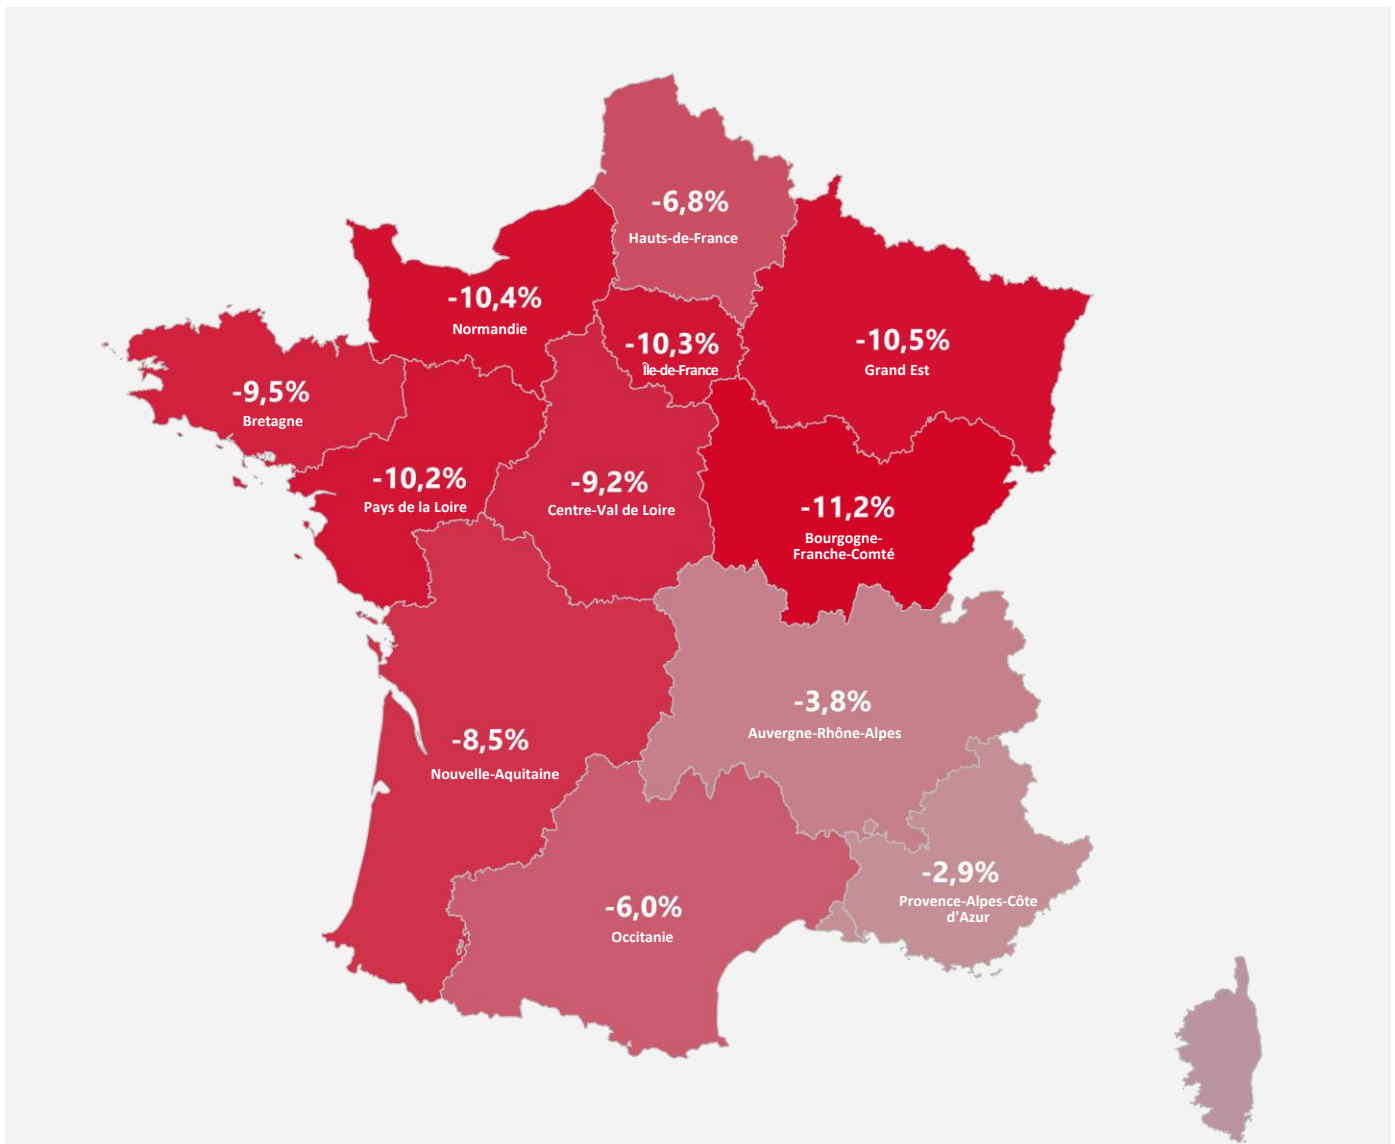 -6,8%
Hauts-de-France
-10,4%
Normandie
-10,3%
Île-de-France
-10,5%
Grand Est
-9,5%
Bretagne
-10,2%
Pays de la Loire
-9,2%
Centre-Val de Loire
-11,2%
Bourgogne-
Franche-Comté
-8,5%
Nouvelle-Aquitaine
-3,8%
Auvergne-Rhône-Alpes
-6,0%
Occitanie
-2,9%
Provence-Alpes-Côte
d'Azur